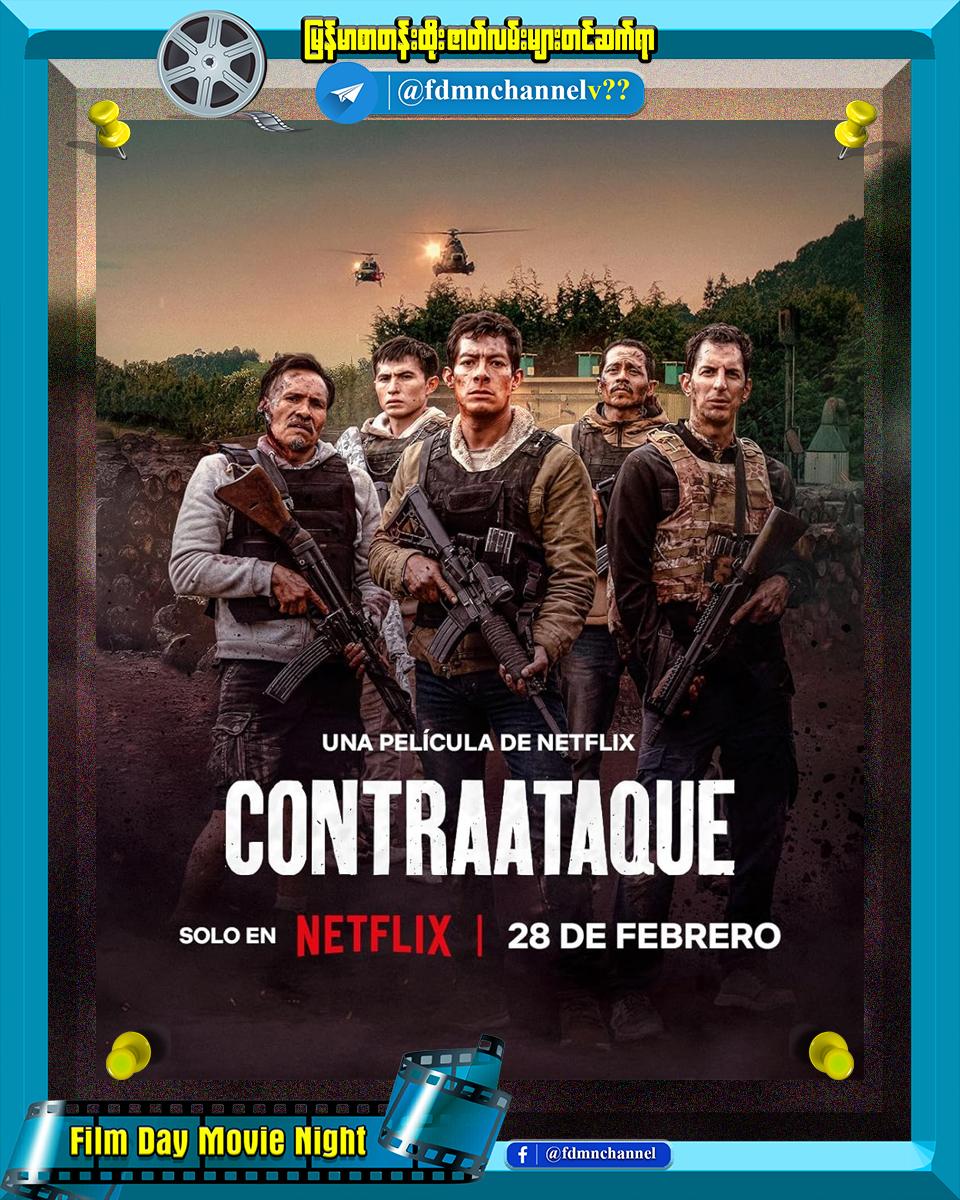 မြန်မာစာတန်းထိုးဇာတ်လမ်းများတင်ဆက်ရာ
@fdmnchannelv??
UNA PELÍCULA DE NETFLIX
CONTRAATAQUE
SOLO EN NETFLIX | 28 DE FEBRERO
Film Day Movie Night
f | @fdmnchannel